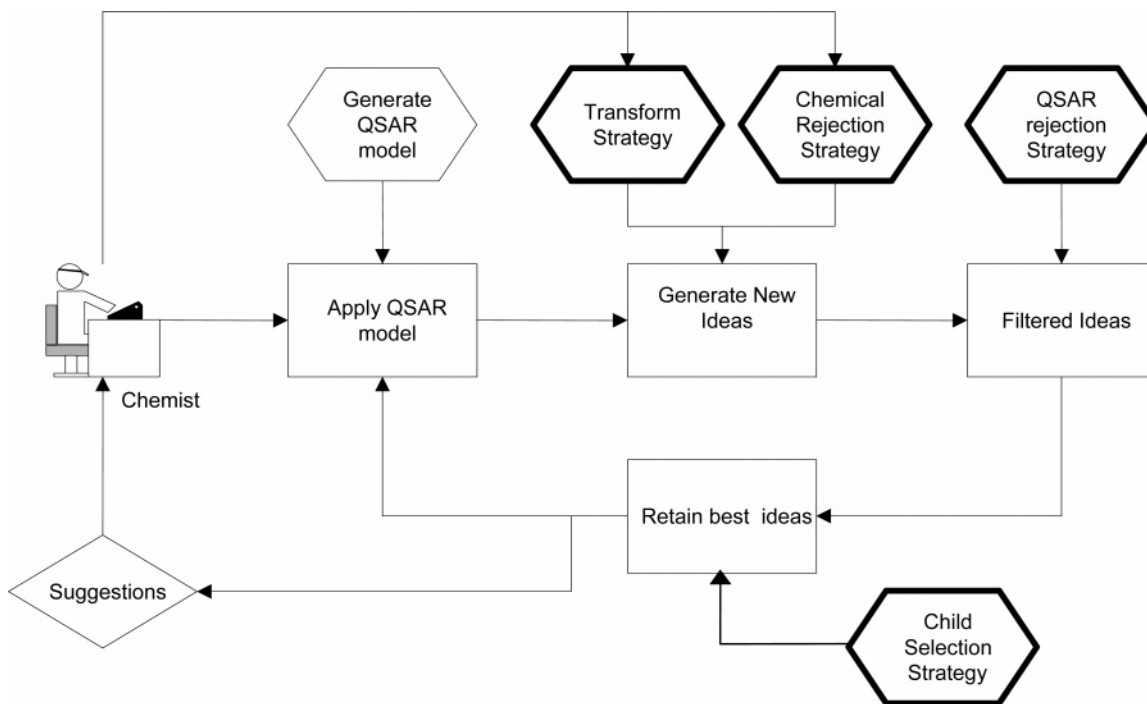 Generate
QSAR
model
Transform
Strategy
Chemical
Rejection
Strategy
QSAR
rejection
Strategy
Apply QSAR
model
Generate New
Ideas
Filtered Ideas
Chemist
Retain best ideas
Suggestions
Child
Selection
Strategy